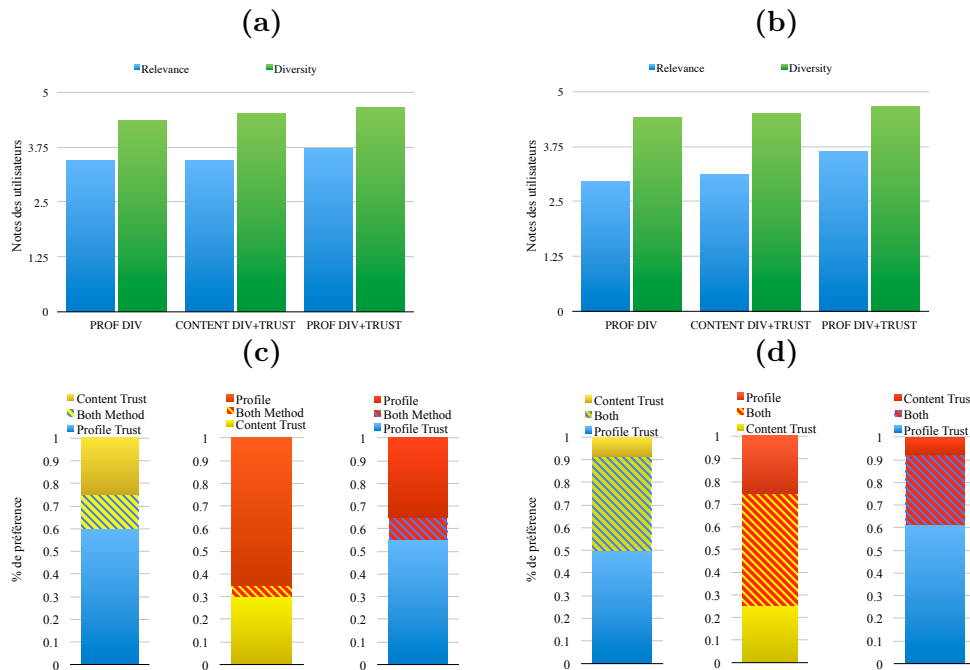 (a)
Relevance Diversity
5
3.75
2.5
1.25
0
Notes des utilisateurs
PROF DIV CONTENT DIV+TRUST PROF DIV+TRUST
(b)
Relevance Diversity
5
3.75
2.5
1.25
0
Notes des utilisateurs
PROF DIV CONTENT DIV+TRUST PROF DIV+TRUST
(c)
% de préférence
Content Trust
Both Method
Profile Trust
1
0.9
0.8
0.7
0.6
0.5
0.4
0.3
0.2
0.1
0
Profile
Both Method
Content Trust
1
0.9
0.8
0.7
0.6
0.5
0.4
0.3
0.2
0.1
0
Profile
Both Method
Profile Trust
1
0.9
0.8
0.7
0.6
0.5
0.4
0.3
0.2
0.1
0
(d)
% de préférence
Content Trust
Both
Profile Trust
1
0.9
0.8
0.7
0.6
0.5
0.4
0.3
0.2
0.1
0
Profile
Both
Content Trust
1
0.9
0.8
0.7
0.6
0.5
0.4
0.3
0.2
0.1
0
Content Trust
Both
Profile Trust
1
0.9
0.8
0.7
0.6
0.5
0.4
0.3
0.2
0.1
0